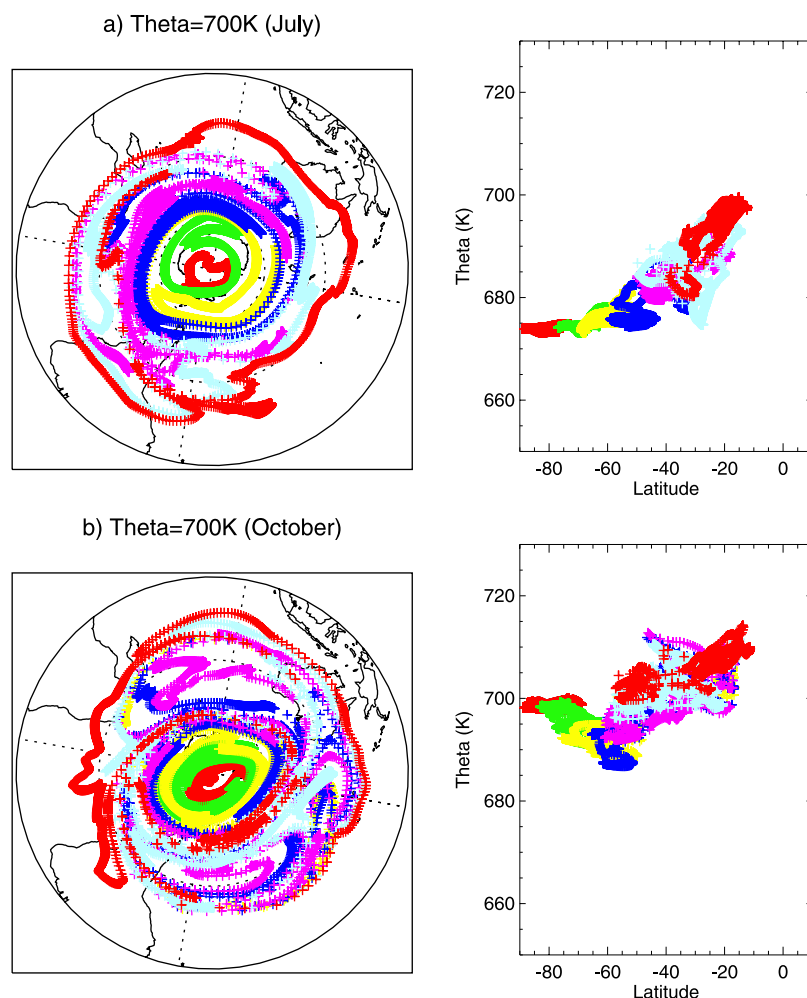 a) Theta=700K (July)
720
700
680
660
Theta (K)
-80 -60 -40 -20 0
Latitude
b) Theta=700K (October)
720
700
680
660
Theta (K)
-80 -60 -40 -20 0
Latitude